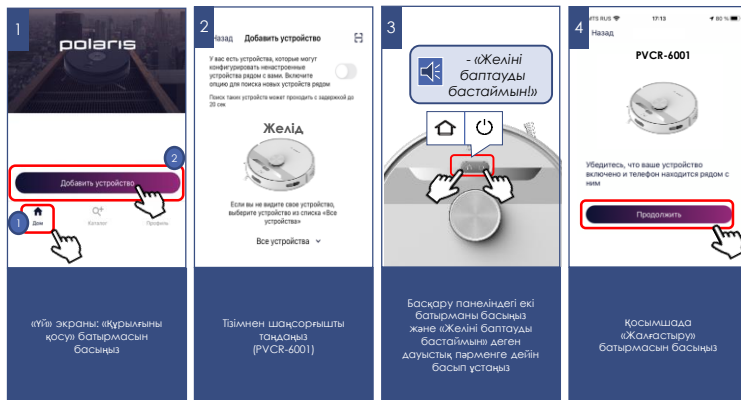 1
polaris
2
Добавить устройство
1
Дом
Каталог
Профиль
«Үй» экраны: «Құрылғыны
қосу» батырмасын
басыңыз
2
Назад Добавить устройство
У вас есть устройства, которые могут
конфигурировать ненастроенные
устройства рядом с вами. Включите
опцию для поиска новых устройств рядом
Поиск таких устройств может проходить с задержкой до
20 сек
Желід
Если вы не видите свое устройство,
выберите устройство из списка «Все
устройства»
Все устройства
Тізімнен шаңсорғышты
таңдаңыз
(PVCR-6001)
3
- «Желіні
баптауды
бастаймын!»
Басқару панеліндегі екі
батырманы басыңыз
және «Желіні баптауды
бастаймын» деген
дауыстық пәрменге дейін
басып ұстаңыз
4
MTS RUS 17:13 80 %
Назад
PVCR-6001
Убедитесь, что ваше устройство
включено и телефон находится рядом с
ним
Продолжить
Қосымшада
«Жалғастыру»
батырмасын басыңыз